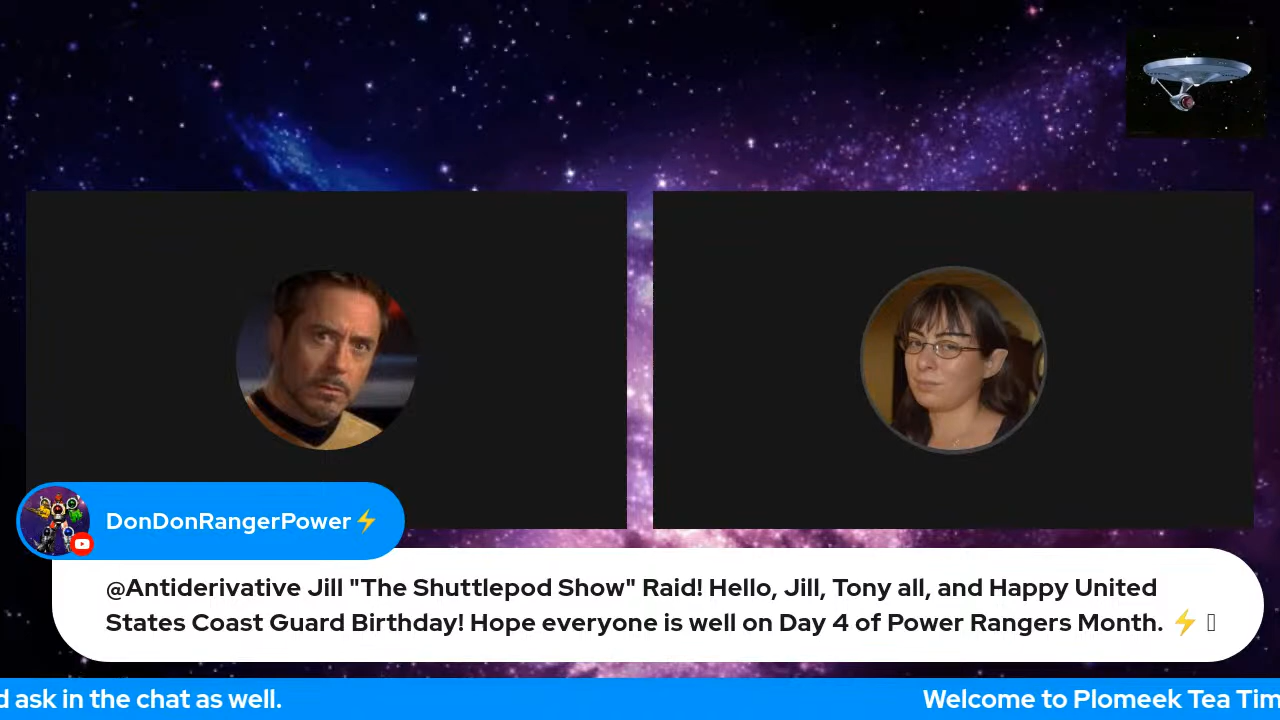 DonDonRangerPower⚡
@Antiderivative Jill "The Shuttlepod Show" Raid! Hello, Jill, Tony all, and Happy United
States Coast Guard Birthday! Hope everyone is well on Day 4 of Power Rangers Month. ⚡
d ask in the chat as well.
Welcome to Plomeek Tea Tim